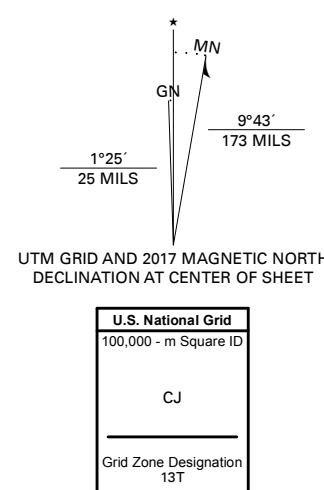 ★
MN
GN
9°43´
173 MILS
1°25´
25 MILS
UTM GRID AND 2017 MAGNETIC NORTH
DECLINATION AT CENTER OF SHEET
U.S. National Grid
100,000 - m Square ID
CJ
Grid Zone Designation
13T